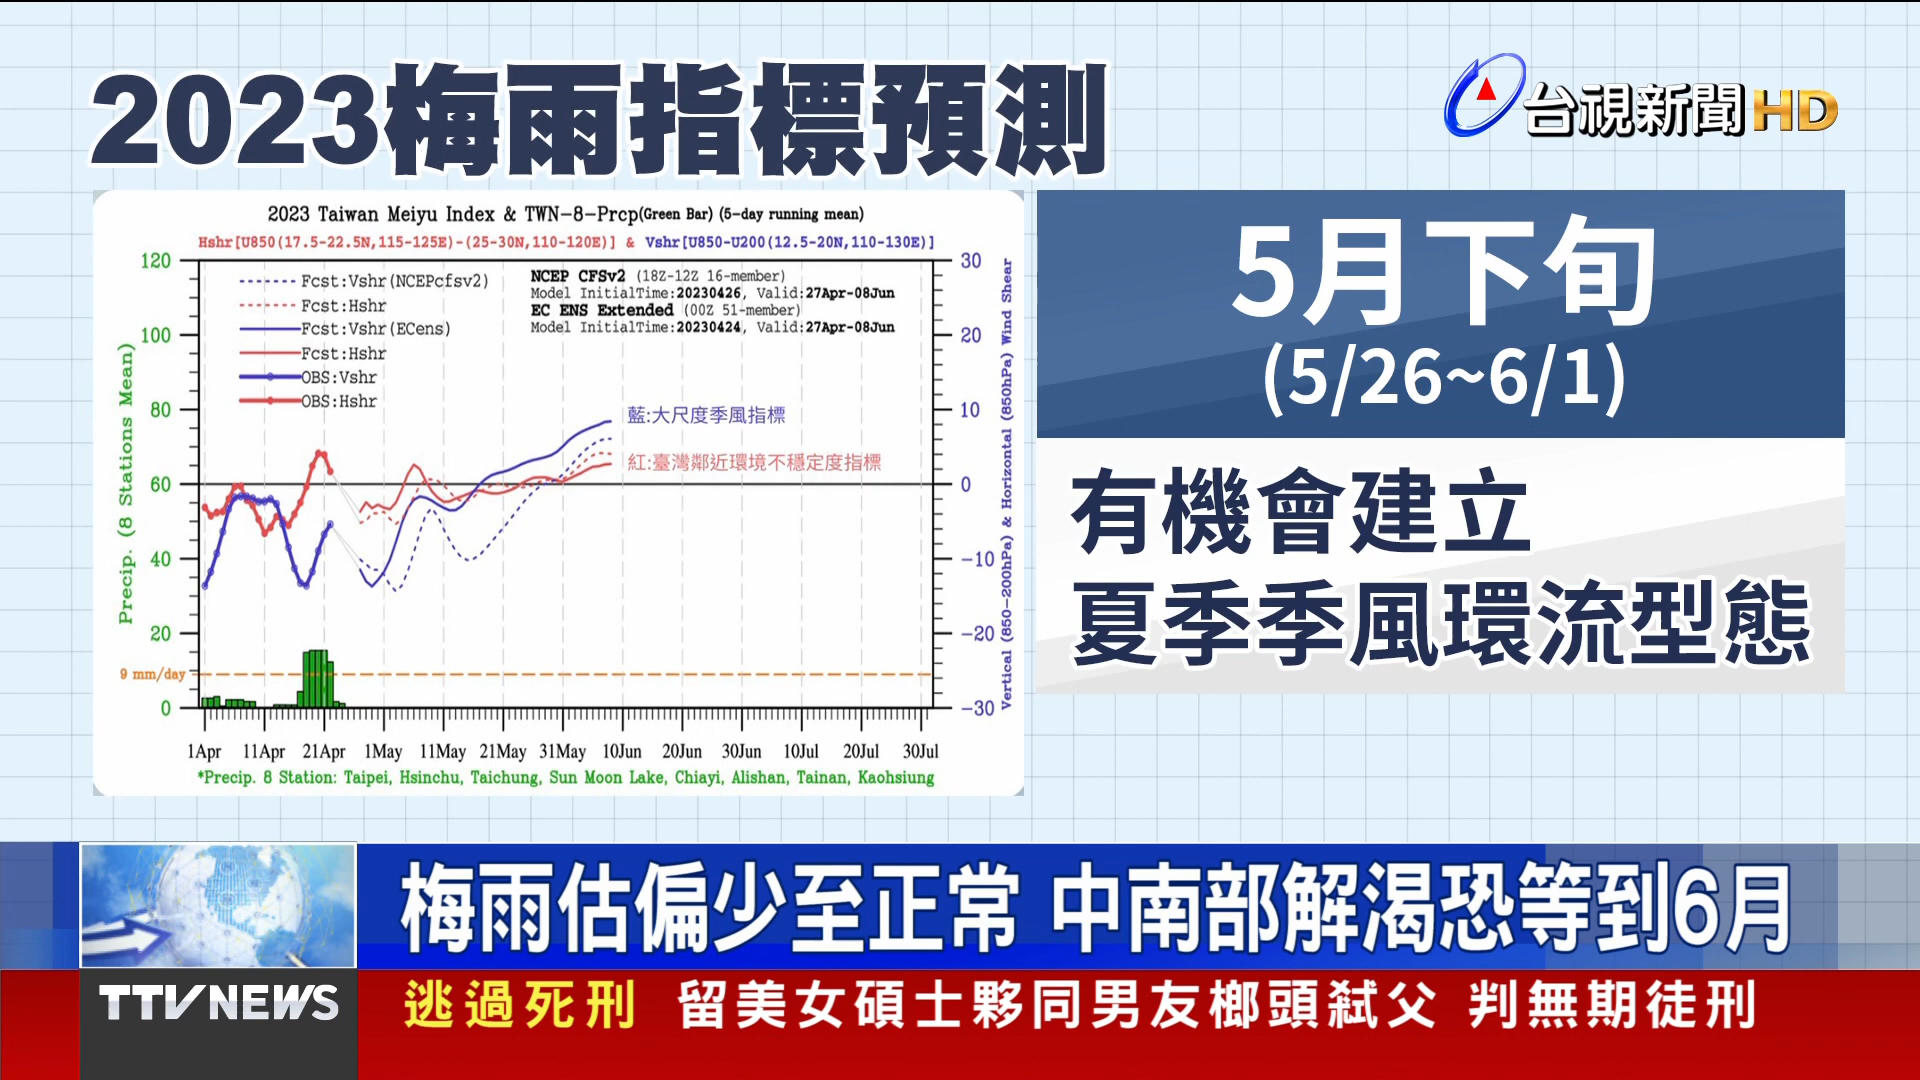 2023梅雨指標預測
台視新聞HD
2023 Taiwan Meiyu Index & TWN-8-Prcp(Green Bar) (5-day running mean)
Hshr[U850(17.5-22.5N,115-125E)-(25-30N,110-120E)] & Vshr[U850-U200(12.5-20N,110-130E)]
Fcst:Vshr(NCEPcfsv2)
Fcst:Hshr
Fcst:Vshr(ECens)
Fcst:Hshr
OBS:Vshr
OBS:Hshr
NCEP CFSv2 (18Z-12Z 16-member)
Model InitialTime:20230426, Valid:27Apr-08Jun
EC ENS Extended (00Z 51-member)
Model InitialTime:20230424, Valid:27Apr-08Jun
藍:大尺度季風指標
紅:臺灣鄰近環境不穩定度指標
Precip. (8 Stations Mean)
120
100
80
60
40
20
0
9 mm/day
30
20
10
0
-10
-20
-30
Vertical (850-200hPa) & Horizontal (850hPa) Wind Shear
1Apr 11Apr 21Apr 1May 11May 21May 31May 10Jun 20Jun 30Jun 10Jul 20Jul 30Jul
*Precip. 8 Station: Taipei, Hsinchu, Taichung, Sun Moon Lake, Chiayi, Alishan, Tainan, Kaohsiung
5月下旬
(5/26~6/1)
有機會建立
夏季季風環流型態
梅雨估偏少至正常 中南部解渴恐等到6月
TTV NEWS
逃過死刑 留美女碩士夥同男友榔頭弒父 判無期徒刑